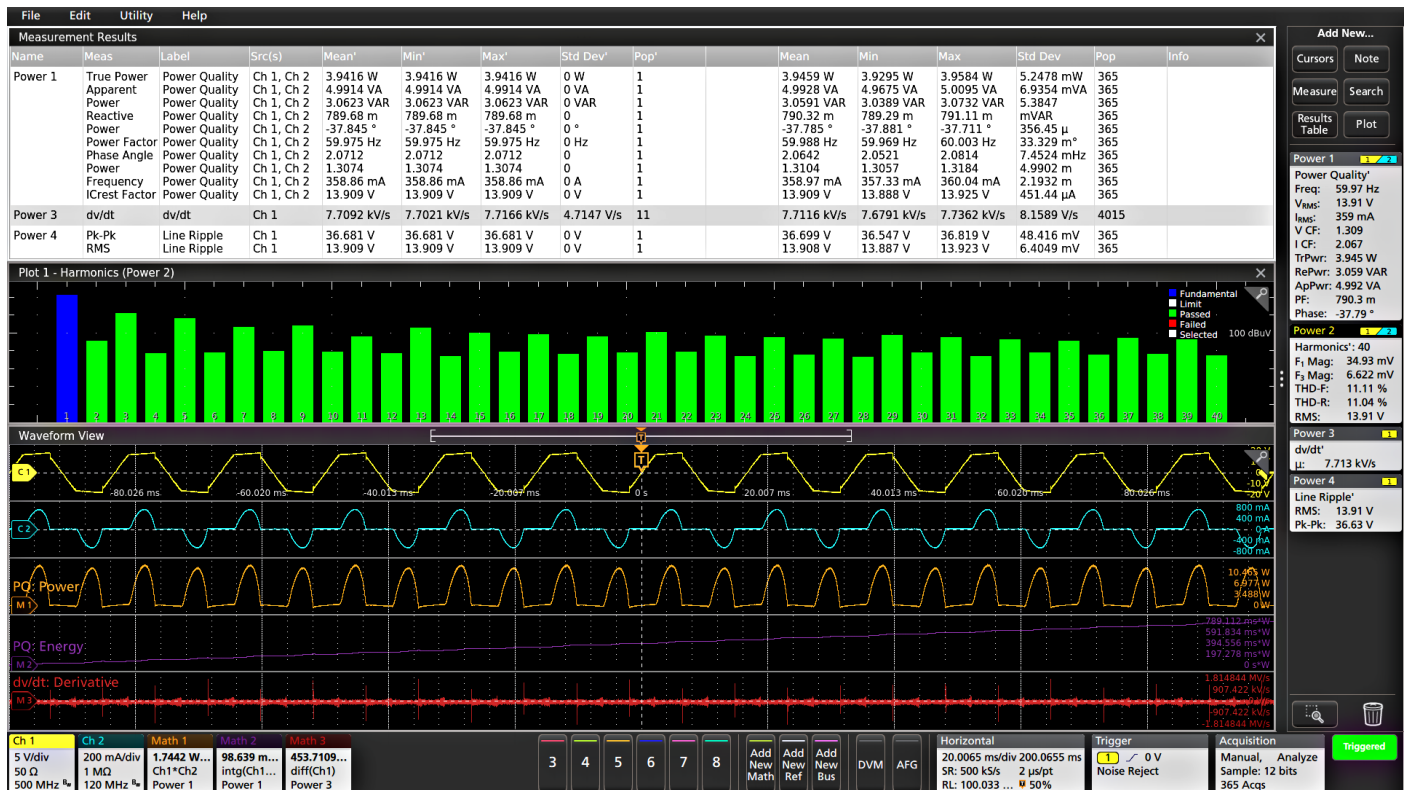 File Edit Utility Help
Measurement Results
Name Meas Label Src(s) Mean' Min' Max' Std Dev' Pop' Mean Min Max Std Dev Pop Info
Power 1 True Power Power Quality Ch 1, Ch 2 3.9416 W 3.9416 W 3.9416 W 0 W 1 3.9459 W 3.9295 W 3.9584 W 5.2478 mW 365
Apparent Power Quality Ch 1, Ch 2 4.9914 VA 4.9914 VA 4.9914 VA 0 VA 1 4.9928 VA 4.9675 VA 5.0095 VA 6.9354 mVA 365
Power Power Quality Ch 1, Ch 2 3.0623 VAR 3.0623 VAR 3.0623 VAR 0 VAR 1 3.0591 VAR 3.0389 VAR 3.0732 VAR 5.3847 365
Reactive Power Quality Ch 1, Ch 2 789.68 m 789.68 m 789.68 m 0 1 790.32 m 789.29 m 791.11 m mVAR 365
Power Power Quality Ch 1, Ch 2 -37.845 ° -37.845 ° -37.845 ° 0 ° 1 -37.785 ° -37.881 ° -37.711 ° 356.45 µ 365
Power Factor Power Quality Ch 1, Ch 2 59.975 Hz 59.975 Hz 59.975 Hz 0 Hz 1 59.988 Hz 59.969 Hz 60.003 Hz 33.329 m° 365
Phase Angle Power Quality Ch 1, Ch 2 2.0712 2.0712 2.0712 0 1 2.0642 2.0521 2.0814 7.4524 mHz 365
Power Power Quality Ch 1, Ch 2 1.3074 1.3074 1.3074 0 1 1.3104 1.3057 1.3184 4.9902 m 365
Frequency Power Quality Ch 1, Ch 2 358.86 mA 358.86 mA 358.86 mA 0 A 1 358.97 mA 357.33 mA 360.04 mA 2.1932 m 365
ICrest Factor Power Quality Ch 1, Ch 2 13.909 V 13.909 V 13.909 V 0 V 1 13.909 V 13.888 V 13.925 V 451.44 µA 365
Power 3 dv/dt dv/dt Ch 1 7.7092 kV/s 7.7021 kV/s 7.7166 kV/s 4.7147 V/s 11 7.7116 kV/s 7.6791 kV/s 7.7362 kV/s 8.1589 V/s 4015
Power 4 Pk-Pk Line Ripple Ch 1 36.681 V 36.681 V 36.681 V 0 V 1 36.699 V 36.547 V 36.819 V 48.416 mV 365
RMS Line Ripple Ch 1 13.909 V 13.909 V 13.909 V 0 V 1 13.908 V 13.887 V 13.923 V 6.4049 mV 365
Plot 1 - Harmonics (Power 2)
Fundamental
Limit
Passed
Failed
Selected
100 dBuV
1 2 3 4 5 6 7 8 9 10 11 12 13 14 15 16 17 18 19 20 21 22 23 24 25 26 27 28 29 30 31 32 33 34 35 36 37 38 39 40
Waveform View
T
T
C 1
-10.0
-20 V
-80.026 ms -60.020 ms -40.013 ms -20.007 ms 0 s 20.007 ms 40.013 ms 60.020 ms 80.026 ms
C 2
800 mA
400 mA
0 A
-400 mA
-800 mA
PQ: Power
M 1
10.465 W
6.977 W
3.488 W
0 W
PQ: Energy
M 2
789.112 ms*W
591.834 ms*W
394.556 ms*W
197.278 ms*W
0 s*W
dv/dt: Derivative
M 3
1.814844 MV/s
907.422 kV/s
-907.422 kV/s
-1.814844 MV/s
Add New...
Cursors Note
Measure Search
Results Table Plot
Power 1 1 2
Power Quality'
Freq: 59.97 Hz
VRMS: 13.91 V
IRMS: 359 mA
V CF: 1.309
I CF: 2.067
TrPwr: 3.945 W
RePwr: 3.059 VAR
ApPwr: 4.992 VA
PF: 790.3 m
Phase: -37.79 °
Power 2 1 2
Harmonics': 40
F1 Mag: 34.93 mV
F3 Mag: 6.622 mV
THD-F: 11.11 %
THD-R: 11.04 %
RMS: 13.91 V
Power 3 1
dv/dt'
µ: 7.713 kV/s
Power 4 1
Line Ripple'
RMS: 13.91 V
Pk-Pk: 36.63 V
Ch 1
5 V/div
50 Ω
500 MHz BW
Ch 2
200 mA/div
1 MΩ
120 MHz BW
Math 1
1.7442 W...
Ch1*Ch2
Power 1
Math 2
98.639 m...
intg(Ch1...
Power 1
Math 3
453.7109...
diff(Ch1)
Power 3
3 4 5 6 7 8
Add New Math
Add New Ref
Add New Bus
DVM AFG
Horizontal
20.0065 ms/div 200.0655 ms
SR: 500 kS/s 2 µs/pt
RL: 100.033 ... 50%
Trigger
1 0 V
Noise Reject
Acquisition
Manual, Analyze
Sample: 12 bits
365 Acqs
Triggered